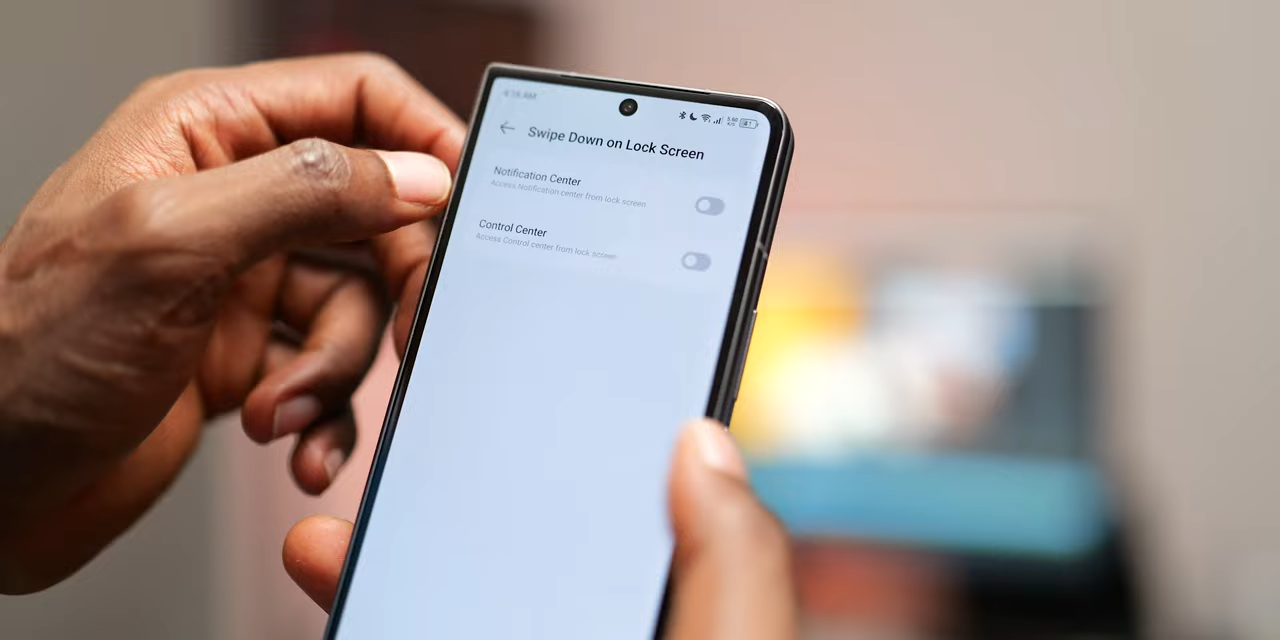 Swipe Down on Lock Screen
Notification Center
Access Notification center from lock screen
Control Center
Access Control center from lock screen